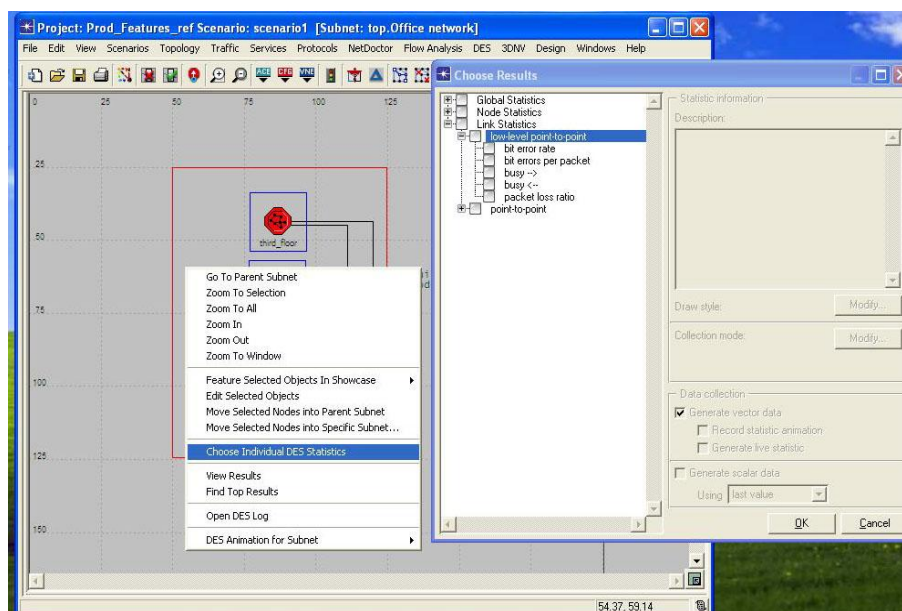 Project: Prod_Features_ref Scenario: scenario1 [Subnet: top.Office network]
File Edit View Scenarios Topology Traffic Services Protocols NetDoctor Flow Analysis DES 3DNV Design Windows Help
0 25 50 75 100 125
25
50
75
100
125
150
third_floor
Go To Parent Subnet
Zoom To Selection
Zoom To All
Zoom In
Zoom Out
Zoom To Window
Feature Selected Objects In Showcase
Edit Selected Objects
Move Selected Nodes into Parent Subnet
Move Selected Nodes into Specific Subnet...
Choose Individual DES Statistics
View Results
Find Top Results
Open DES Log
DES Animation for Subnet
54.37, 59.14
Choose Results
Global Statistics
Node Statistics
Link Statistics
low-level point-to-point
bit error rate
bit errors per packet
busy -->
busy <--
packet loss ratio
point-to-point
Statistic information
Description:
Draw style:
Modify...
Collection mode:
Modify...
Data collection
Generate vector data
Record statistic animation
Generate live statistic
Generate scalar data
Using last value
OK Cancel